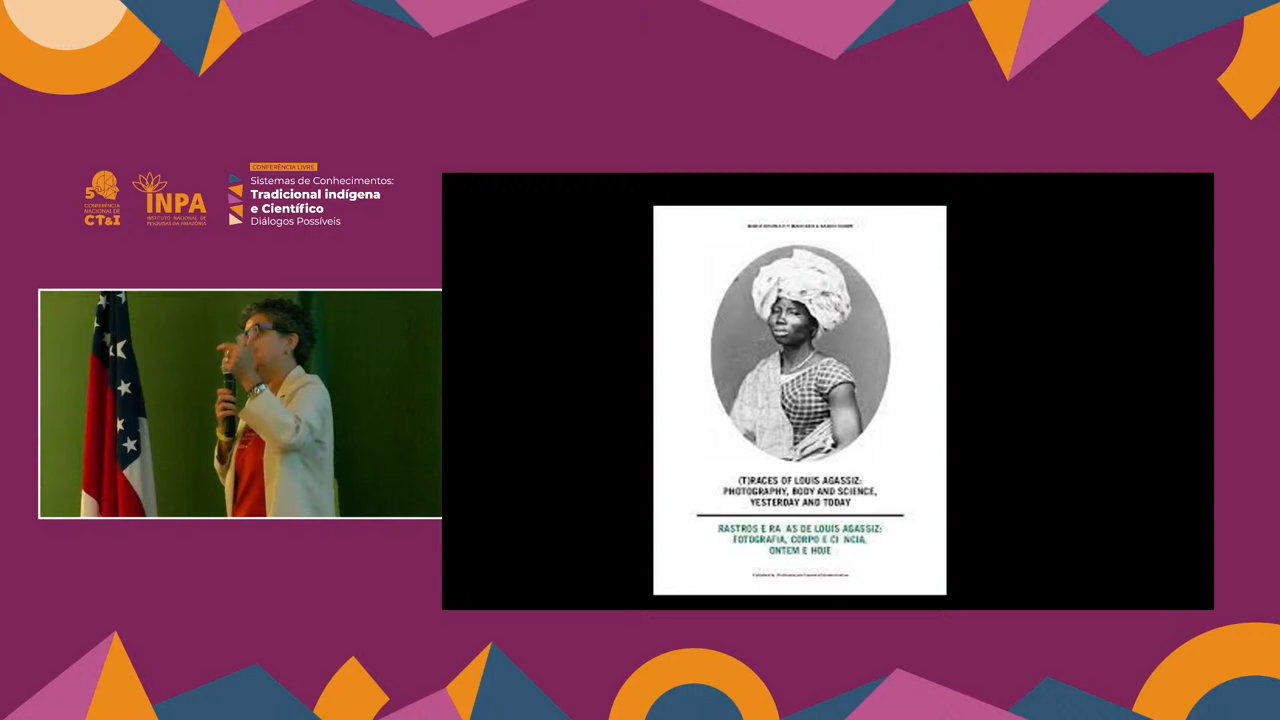 5ª
CONFERÊNCIA
NACIONAL DE
CT&I
INPA
INSTITUTO NACIONAL DE
PESQUISAS DA AMAZÔNIA
CONFERÊNCIA LIVRE
Sistemas de Conhecimentos:
Tradicional indígena
e Científico
Diálogos Possíveis
(T)RACES OF LOUIS AGASSIZ:
PHOTOGRAPHY, BODY AND SCIENCE,
YESTERDAY AND TODAY
RASTROS E RA AS DE LOUIS AGASSIZ:
FOTOGRAFIA, CORPO E CI NCIA,
ONTEM E HOJE